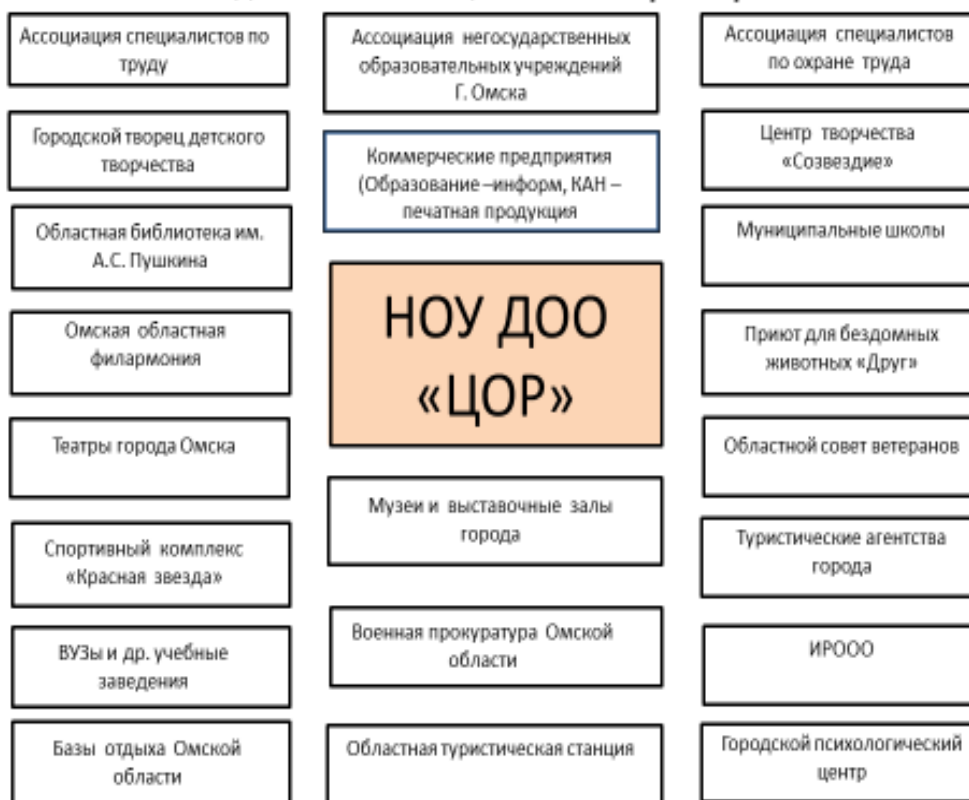 Ассоциация специалистов по
труду
Городской творец детского
творчества
Областная библиотека им.
А.С. Пушкина
Омская областная
филармония
Театры города Омска
Спортивный комплекс
«Красная звезда»
ВУЗы и др. учебные
заведения
Базы отдыха Омской
области
Ассоциация негосударственных
образовательных учреждений
Г. Омска
Коммерческие предприятия
(Образование –информ, КАН –
печатная продукция
НОУ ДОО
«ЦОР»
Музеи и выставочные залы
города
Военная прокуратура Омской
области
Областная туристическая станция
Ассоциация специалистов
по охране труда
Центр творчества
«Созвездие»
Муниципальные школы
Приют для бездомных
животных «Друг»
Областной совет ветеранов
Туристические агентства
города
ИРООО
Городской психологический
центр